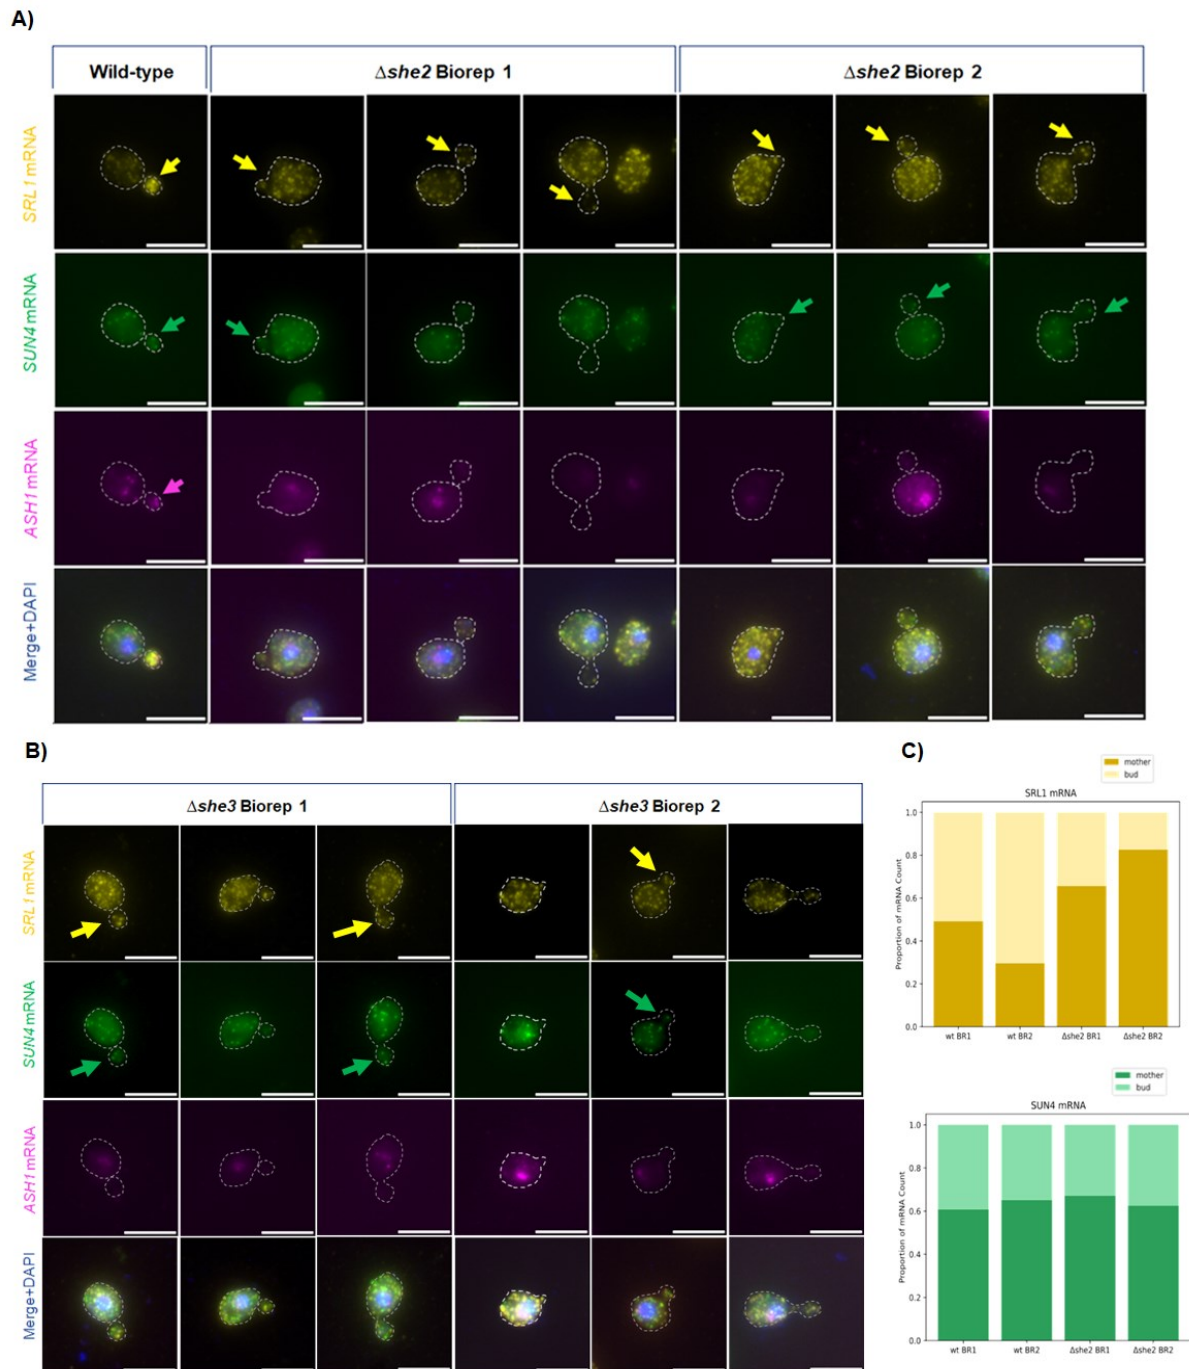 A)
Wild-type
Δshe2 Biorep 1
Δshe2 Biorep 2
SRL1 mRNA
SUN4 mRNA
ASH1 mRNA
Merge+DAPI
B)
Δshe3 Biorep 1
Δshe3 Biorep 2
SRL1 mRNA
SUN4 mRNA
ASH1 mRNA
Merge+DAPI
C)
mother
bud
SRL1 mRNA
Proportion of mRNA Count
1.0
0.8
0.6
0.4
0.2
0.0
wt BR1 wt BR2 Δshe2 BR1 Δshe2 BR2
mother
bud
SUN4 mRNA
Proportion of mRNA Count
1.0
0.8
0.6
0.4
0.2
0.0
wt BR1 wt BR2 Δshe2 BR1 Δshe2 BR2